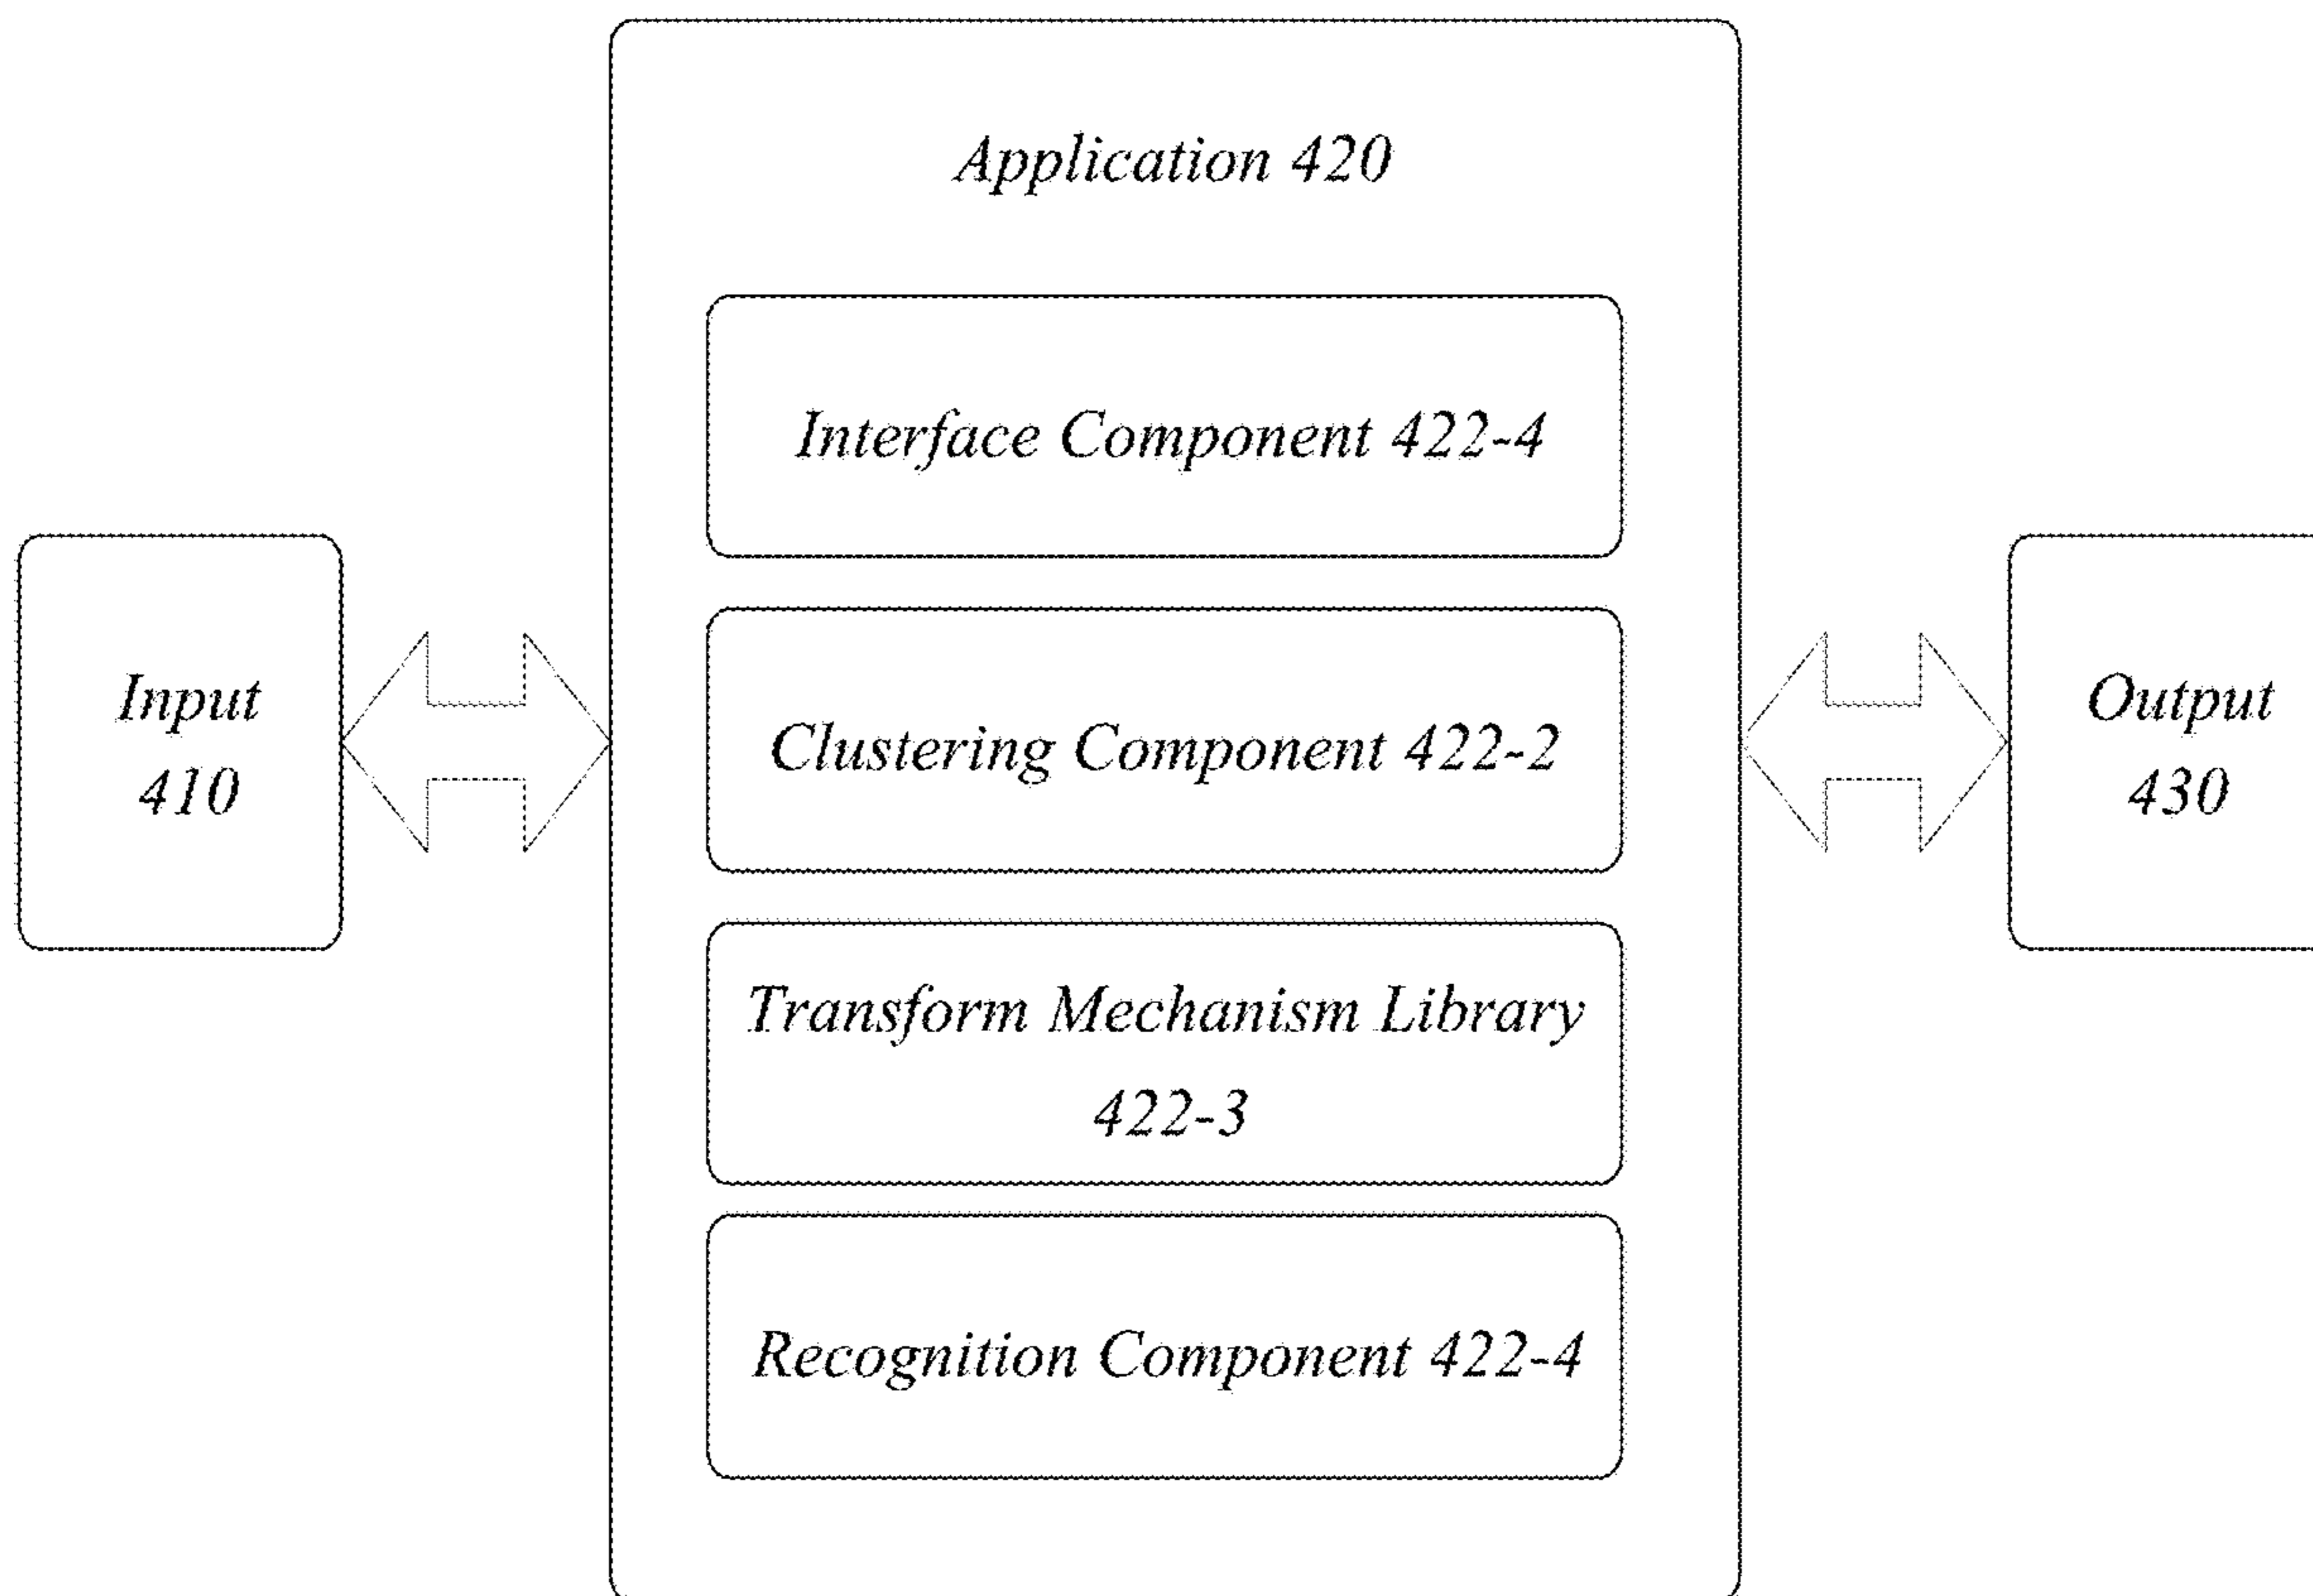 Application 420
Interface Component 422-4
Input
410
Clustering Component 422-2
Output
430
Transform Mechanism Library
422-3
Recognition Component 422-4